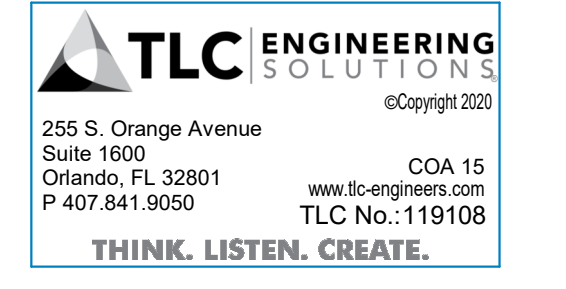 TLC ENGINEERING SOLUTIONS®
©Copyright 2020
255 S. Orange Avenue
Suite 1600
Orlando, FL 32801
P 407.841.9050
COA 15
www.tlc-engineers.com
TLC No.:119108
THINK. LISTEN. CREATE.